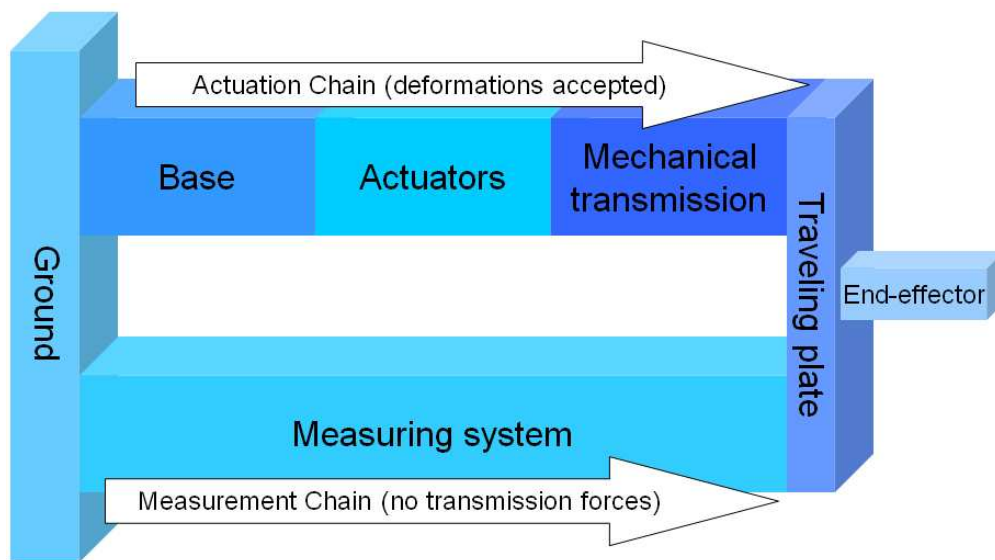 Actuation Chain (deformations accepted)
Base
Actuators
Mechanical
transmission
Ground
Traveling plate
End-effector
Measuring system
Measurement Chain (no transmission forces)